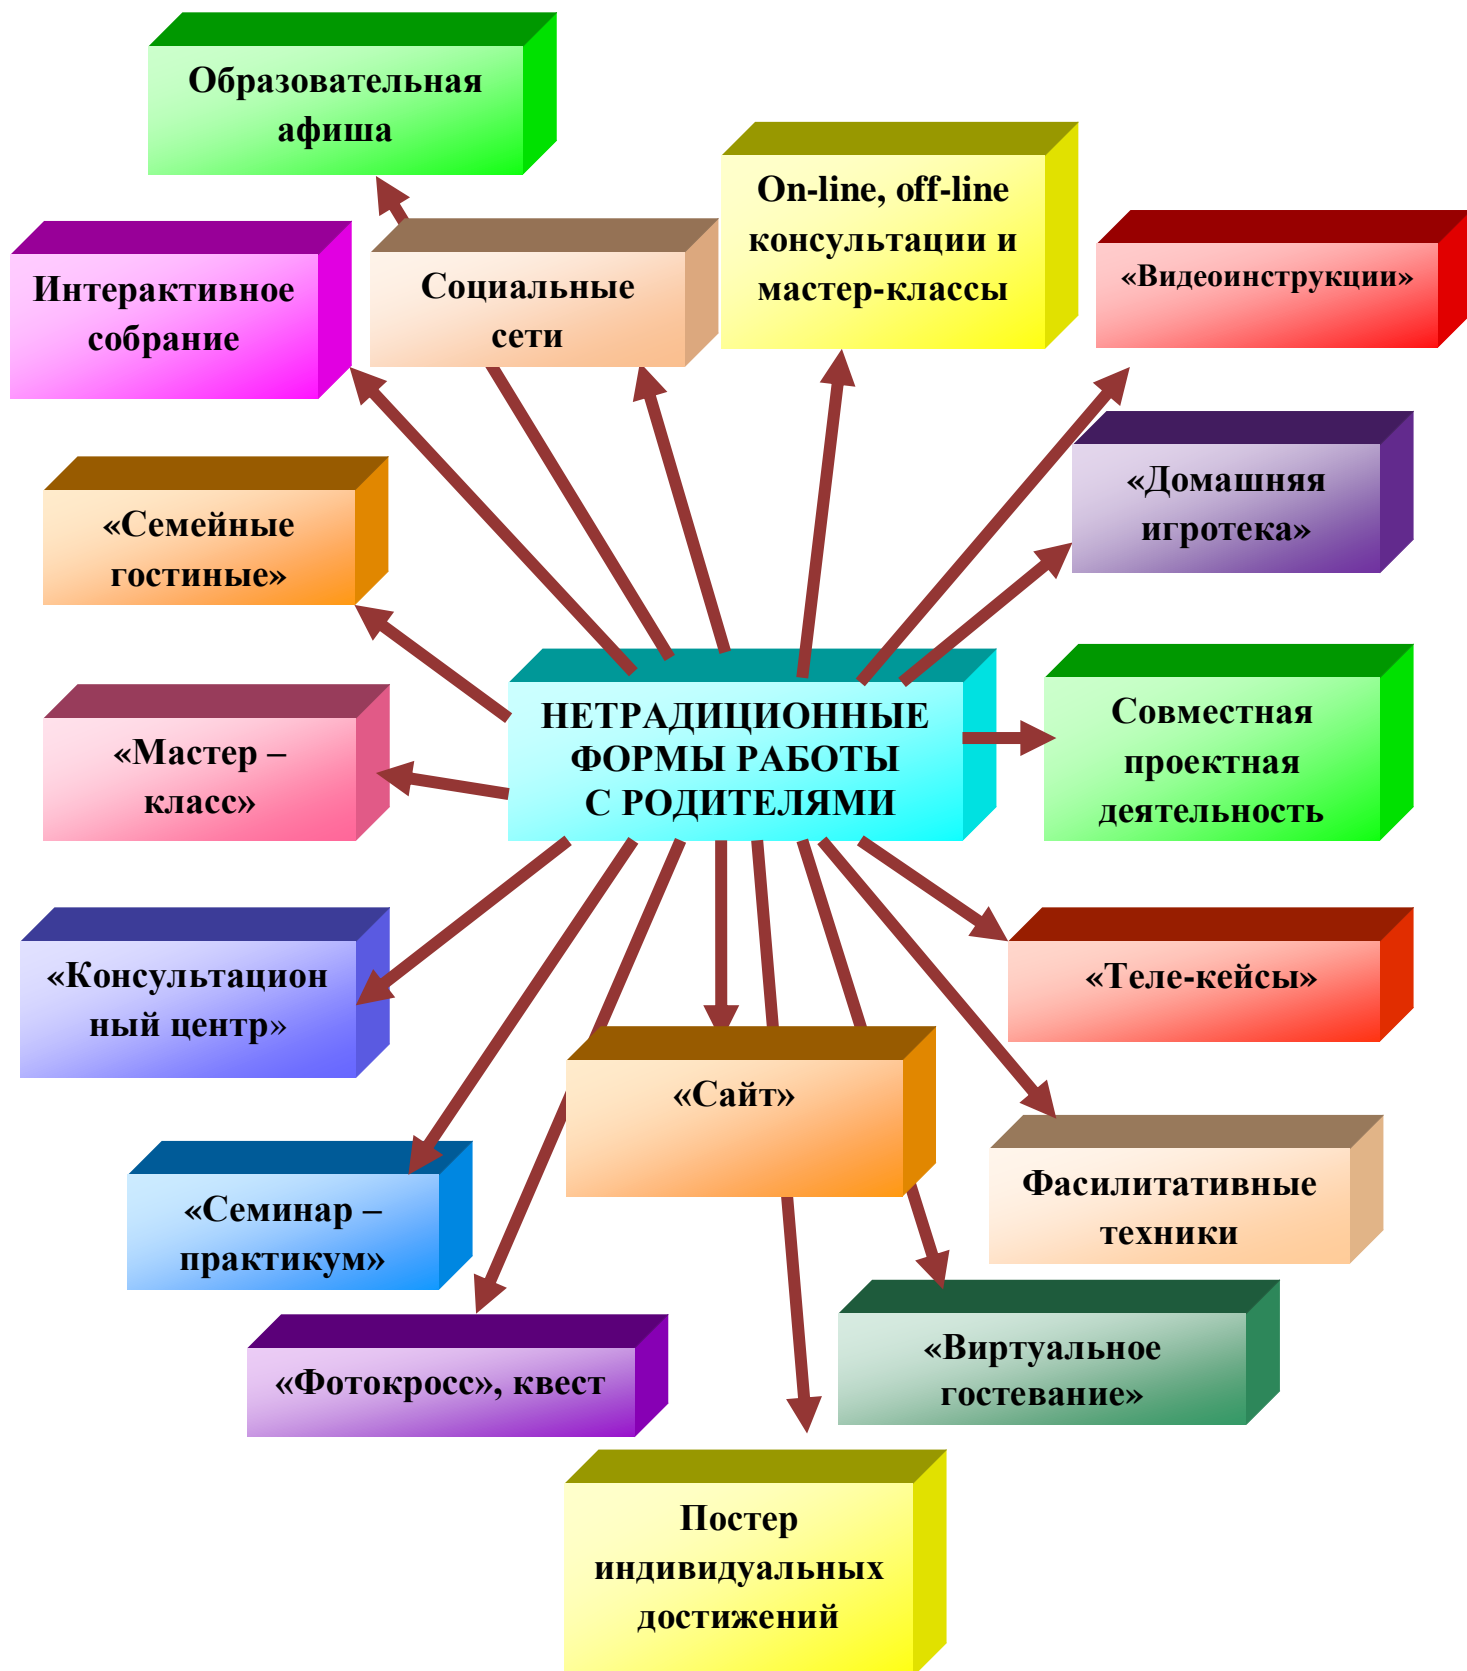 Образовательная
афиша
On-line, off-line
консультации и
мастер-классы
«Видеоинструкции»
Интерактивное
собрание
Социальные
сети
«Домашняя
игротека»
«Семейные
гостиные»
НЕТРАДИЦИОННЫЕ
ФОРМЫ РАБОТЫ
С РОДИТЕЛЯМИ
Совместная
проектная
деятельность
«Мастер –
класс»
«Консультацион
ный центр»
«Теле-кейсы»
«Сайт»
Фасилитативные
техники
«Семинар –
практикум»
«Виртуальное
гостевание»
«Фотокросс», квест
Постер
индивидуальных
достижений